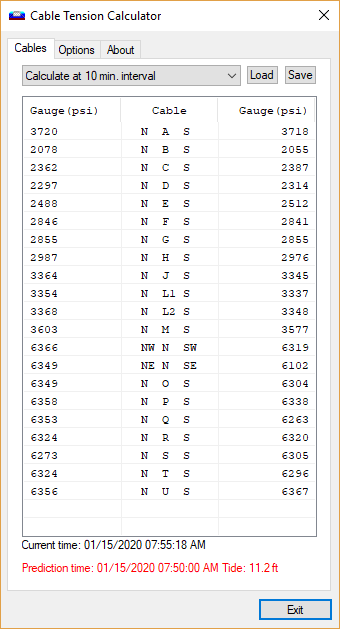 Cable Tension Calculator
Cables Options About
Calculate at 10 min. interval Load Save
Gauge(psi) Cable Gauge(psi)
3720 N A S 3718
2078 N B S 2055
2362 N C S 2387
2297 N D S 2314
2488 N E S 2512
2846 N F S 2841
2855 N G S 2855
2987 N H S 2976
3364 N J S 3345
3354 N L1 S 3337
3368 N L2 S 3348
3603 N M S 3577
6366 NW N SW 6319
6349 NE N SE 6102
6349 N O S 6304
6358 N P S 6338
6353 N Q S 6263
6324 N R S 6320
6273 N S S 6305
6324 N T S 6296
6356 N U S 6367
Current time: 01/15/2020 07:55:18 AM
Prediction time: 01/15/2020 07:50:00 AM Tide: 11.2 ft
Exit